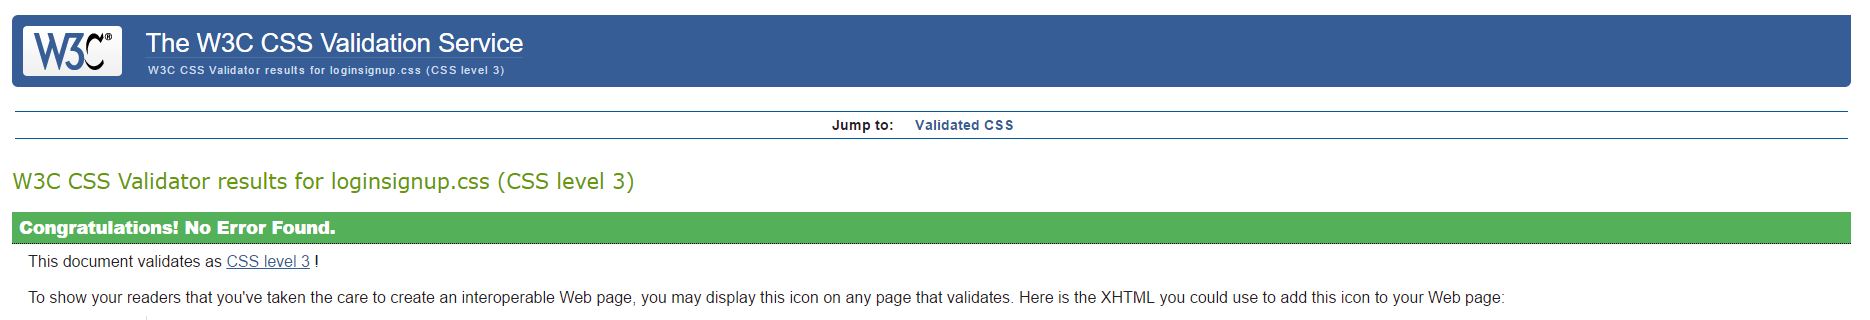 W3C®
The W3C CSS Validation Service
W3C CSS Validator results for loginsignup.css (CSS level 3)
Jump to: Validated CSS
W3C CSS Validator results for loginsignup.css (CSS level 3)
Congratulations! No Error Found.
This document validates as CSS level 3 !
To show your readers that you've taken the care to create an interoperable Web page, you may display this icon on any page that validates. Here is the XHTML you could use to add this icon to your Web page: